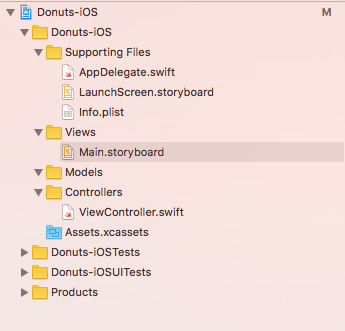 Donuts-iOS M
Donuts-iOS
Supporting Files
AppDelegate.swift
LaunchScreen.storyboard
Info.plist
Views
Main.storyboard
Models
Controllers
ViewController.swift
Assets.xcassets
Donuts-iOSTests
Donuts-iOSUITests
Products